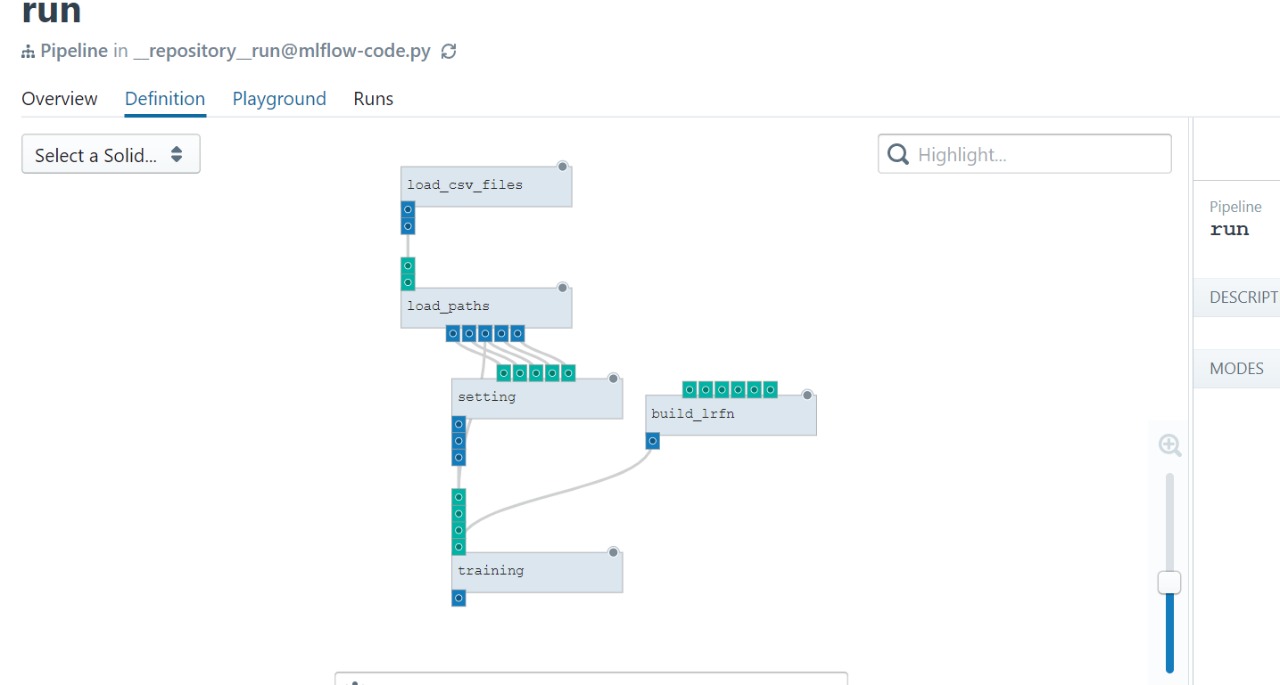 run
Pipeline in __repository__run@mlflow-code.py
Overview Definition Playground Runs
Select a Solid...
Highlight...
load_csv_files
load_paths
setting
build_lrfn
training
Pipeline
run
DESCRIPT
MODES